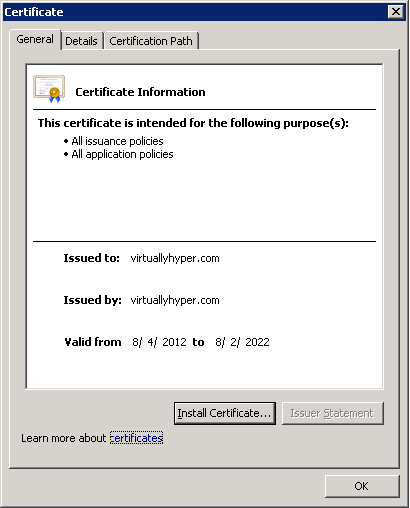 Certificate
General Details Certification Path
Certificate Information
This certificate is intended for the following purpose(s):
• All issuance policies
• All application policies
Issued to: virtuallyhyper.com
Issued by: virtuallyhyper.com
Valid from 8/ 4/ 2012 to 8/ 2/ 2022
Install Certificate... Issuer Statement
Learn more about certificates
OK